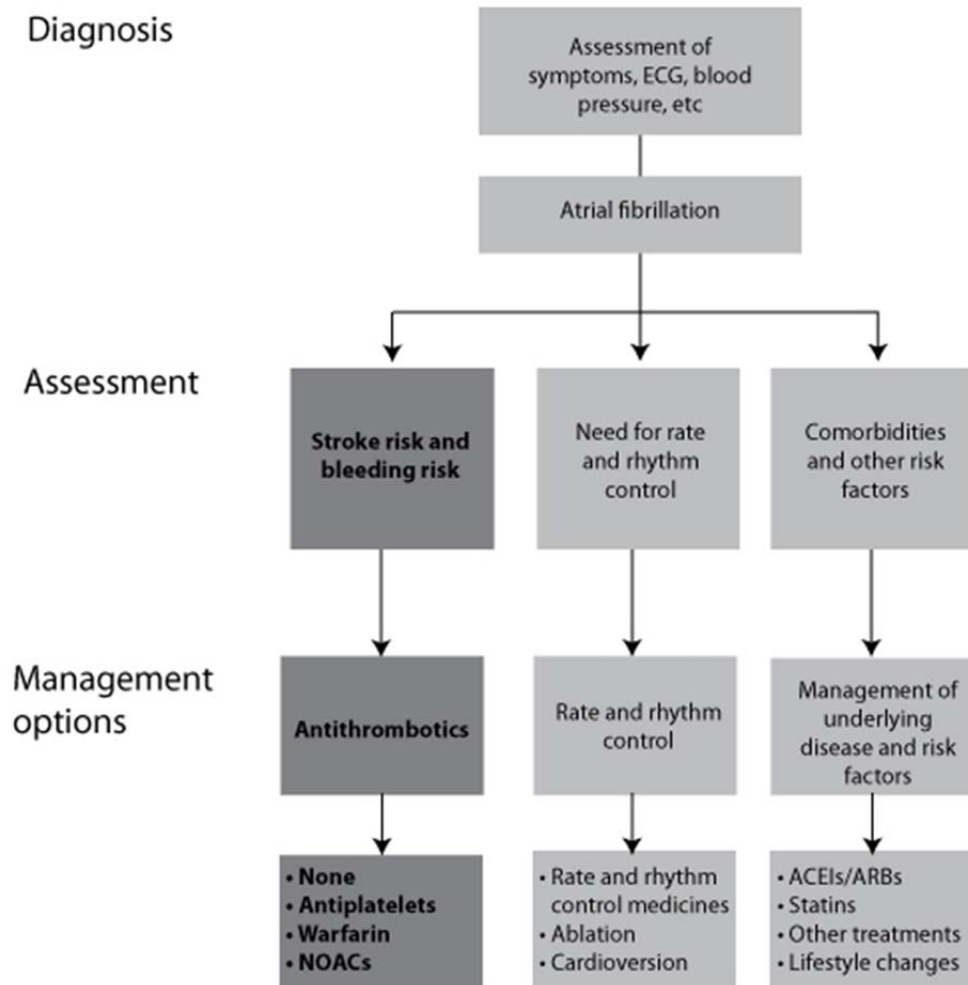 Diagnosis
Assessment of
symptoms, ECG, blood
pressure, etc
Atrial fibrillation
Assessment
Stroke risk and
bleeding risk
Need for rate
and rhythm
control
Comorbidities
and other risk
factors
Management
options
Antithrombotics
Rate and rhythm
control
Management of
underlying
disease and risk
factors
• None
• Antiplatelets
• Warfarin
• NOACs
• Rate and rhythm
control medicines
• Ablation
• Cardioversion
• ACEIs/ARBs
• Statins
• Other treatments
• Lifestyle changes